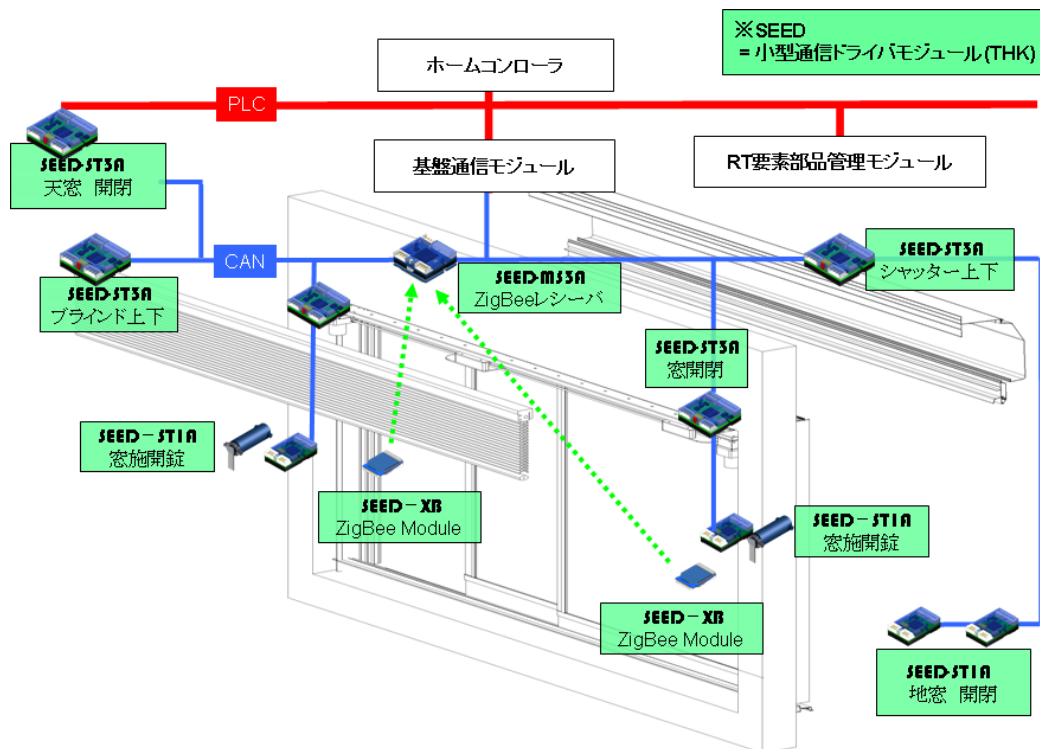 ※SEED
=小型通信ドライバモジュール(THK)
ホームコンローラ
PLC
SEED-ST3A
天窓 開閉
基盤通信モジュール
RT要素部品管理モジュール
CAN
SEED-ST3A
ブラインド上下
SEED-MS3A
ZigBeeレシーバ
SEED-ST3A
シャッター上下
SEED-ST3A
窓開閉
SEED-ST1A
窓施開錠
SEED-XB
ZigBee Module
SEED-ST1A
窓施開錠
SEED-XB
ZigBee Module
SEED-ST1A
地窓 開閉